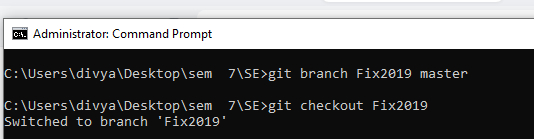 Administrator: Command Prompt
C:\Users\divya\Desktop\sem  7\SE>git branch Fix2019 master
C:\Users\divya\Desktop\sem  7\SE>git checkout Fix2019
Switched to branch 'Fix2019'